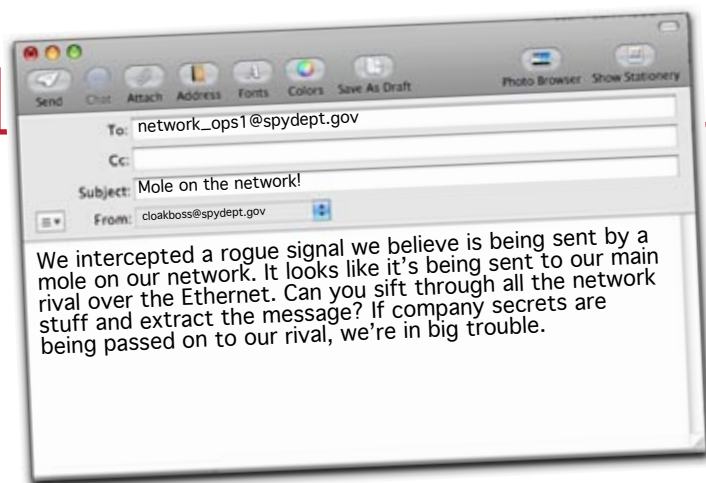 Send Chat Attach Address Fonts Colors Save As Draft Photo Browser Show Stationery
To: network_ops1@spydept.gov
Cc:
Subject: Mole on the network!
From: cloakboss@spydept.gov
We intercepted a rogue signal we believe is being sent by a
mole on our network. It looks like it's being sent to our main
rival over the Ethernet. Can you sift through all the network
stuff and extract the message? If company secrets are
being passed on to our rival, we're in big trouble.